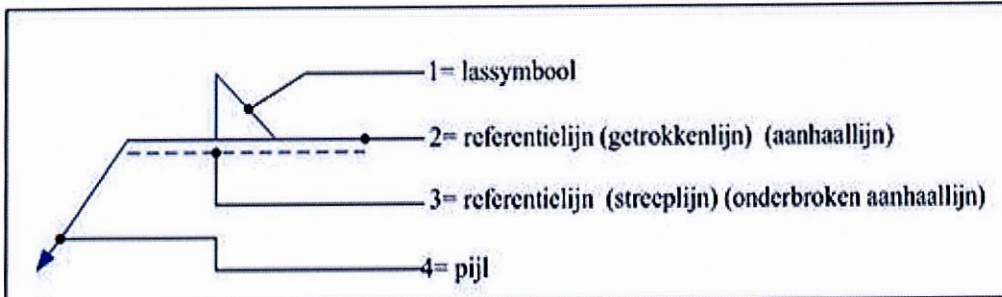 1= lassymbool
2= referentielijn (getrokkenlijn) (aanhaallijn)
3= referentielijn (streeplijn) (onderbroken aanhaallijn)
4= pijl